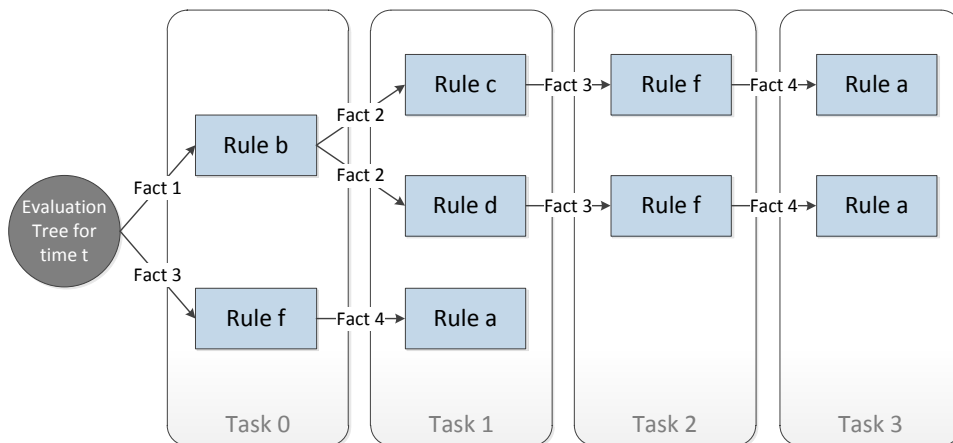 Rule c
Fact 3
Rule f
Fact 4
Rule a
Fact 2
Rule b
Fact 1
Fact 2
Evaluation
Tree for
time t
Rule d
Fact 3
Rule f
Fact 4
Rule a
Fact 3
Rule f
Fact 4
Rule a
Task 0
Task 1
Task 2
Task 3